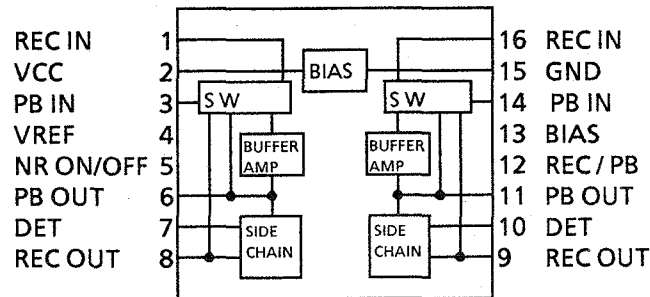 REC IN 1 16 REC IN
VCC 2 BIAS 15 GND
PB IN 3 SW SW 14 PB IN
VREF 4 13 BIAS
BUFFER AMP BUFFER AMP
NR ON/OFF 5 12 REC / PB
PB OUT 6 11 PB OUT
DET 7 10 DET
SIDE CHAIN SIDE CHAIN
REC OUT 8 9 REC OUT